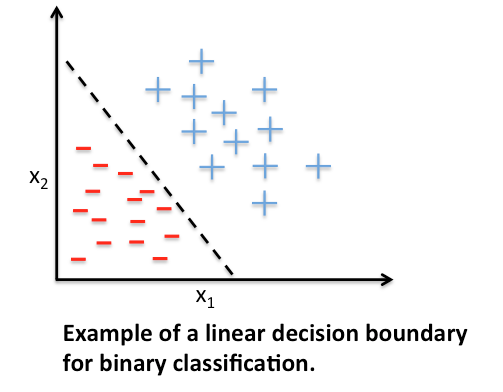 x2
x1
Example of a linear decision boundary
for binary classification.